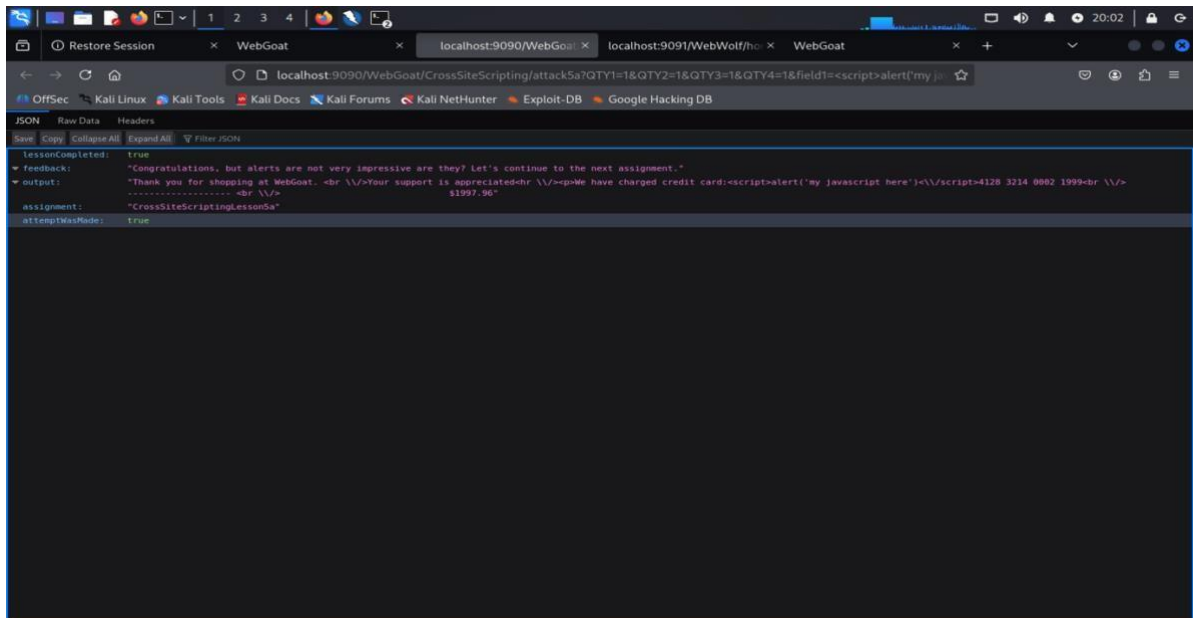 1 2 3 4 20:02
Restore Session WebGoat localhost:9090/WebGoat localhost:9091/WebWolf/ho WebGoat
localhost:9090/WebGoat/CrossSiteScripting/attack5a?QTY1=1&QTY2=1&QTY3=1&QTY4=1&field1=<script>alert('my ja
OffSec Kali Linux Kali Tools Kali Docs Kali Forums Kali NetHunter Exploit-DB Google Hacking DB
JSON Raw Data Headers
Save Copy Collapse All Expand All Filter JSON
lessonCompleted: true
feedback: "Congratulations, but alerts are not very impressive are they? Let's continue to the next assignment."
output: "Thank you for shopping at WebGoat. <br \\/>Your support is appreciated<hr \\/><p>We have charged credit card:<script>alert('my javascript here')<\\/script>4128 3214 0002 1999<br \\/>
------------------- <br \\/> $1997.96"
assignment: "CrossSiteScriptingLesson5a"
attemptWasMade: true